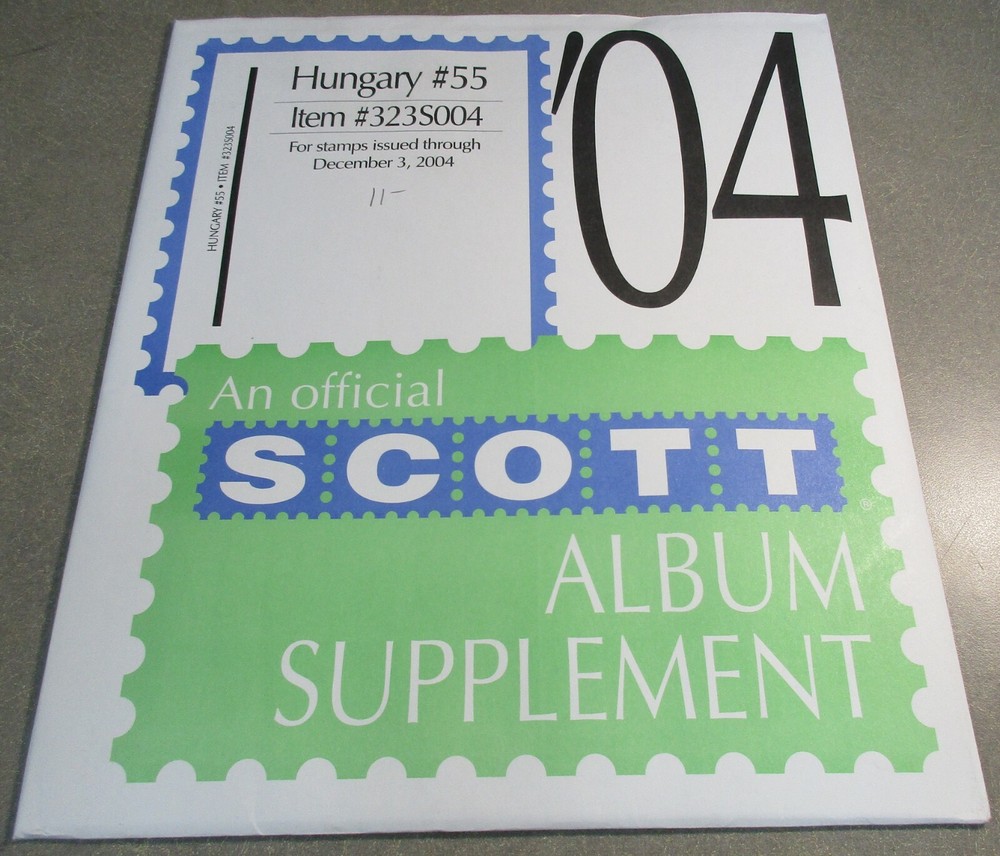 Hungary #55
Item #323S004
For stamps issued through
December 3, 2004
11-
HUNGARY #55 • ITEM #323S004
'04
An official
SCOTT
ALBUM
SUPPLEMENT